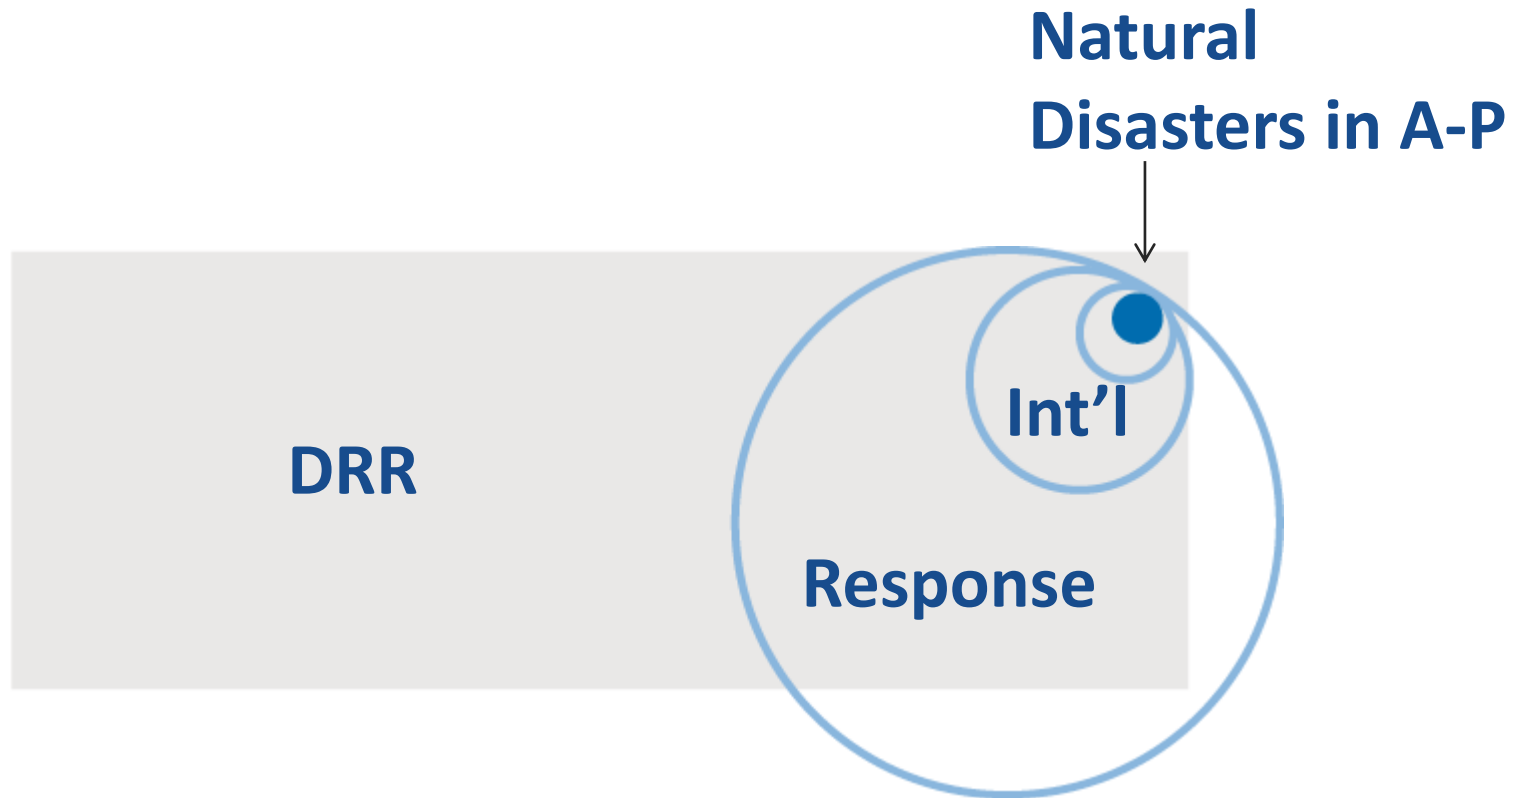 Natural
Disasters in A-P
Int’l
DRR
Response